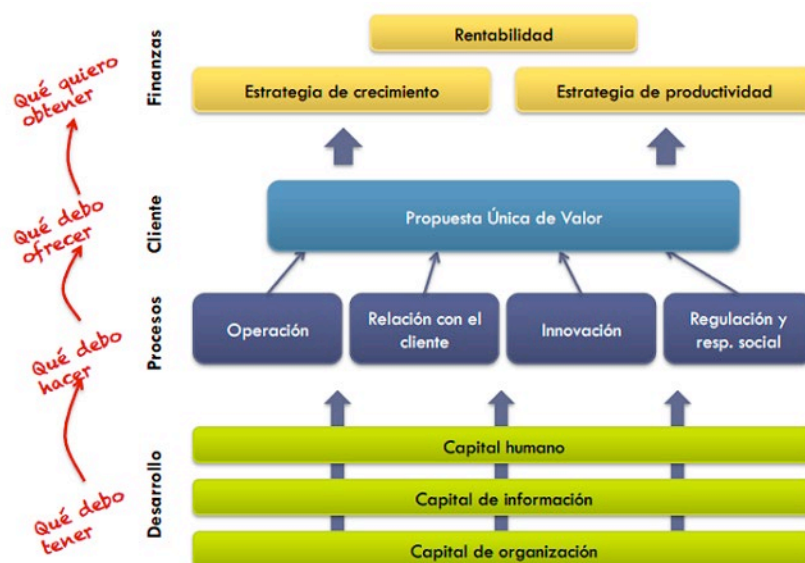 Rentabilidad
Finanzas
Estrategia de crecimiento
Estrategia de productividad
Qué quiero
obtener
Cliente
Propuesta Única de Valor
Qué debo
ofrecer
Procesos
Operación
Relación con el
cliente
Innovación
Regulación y
resp. social
Qué debo
hacer
Desarrollo
Capital humano
Capital de información
Capital de organización
Qué debo
tener